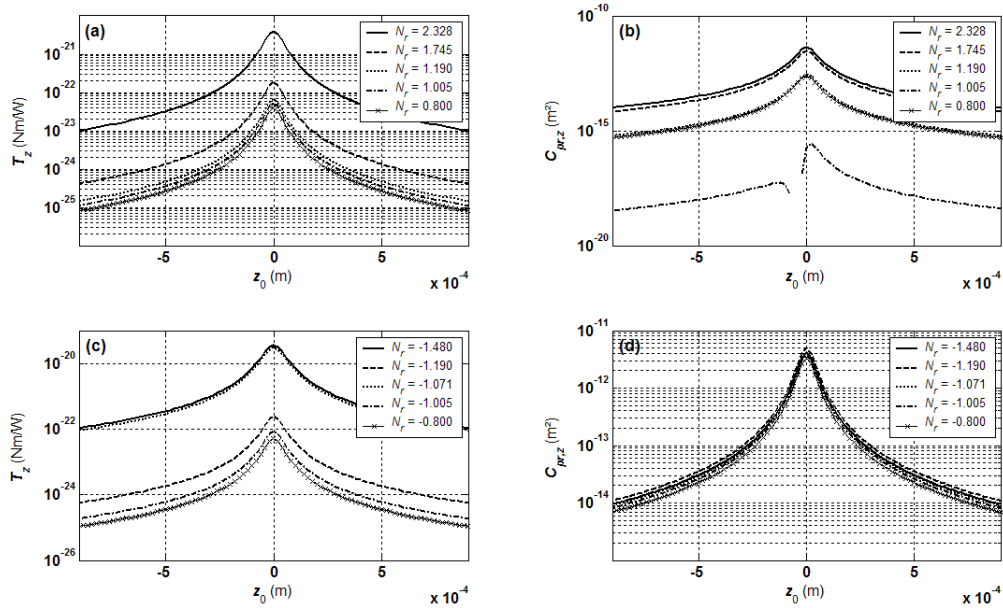 (a)
N_r = 2.328
N_r = 1.745
N_r = 1.190
N_r = 1.005
N_r = 0.800
10^-21
10^-22
10^-23
10^-24
10^-25
T_z (Nm/W)
-5
0
5
z_0 (m)
x 10^-4
(b)
N_r = 2.328
N_r = 1.745
N_r = 1.190
N_r = 1.005
N_r = 0.800
10^-10
10^-15
10^-20
C_pr,z (m²)
-5
0
5
z_0 (m)
x 10^-4
(c)
N_r = -1.480
N_r = -1.190
N_r = -1.071
N_r = -1.005
N_r = -0.800
10^-20
10^-22
10^-24
10^-26
T_z (Nm/W)
-5
0
5
z_0 (m)
x 10^-4
(d)
N_r = -1.480
N_r = -1.190
N_r = -1.071
N_r = -1.005
N_r = -0.800
10^-11
10^-12
10^-13
10^-14
C_pr,z (m²)
-5
0
5
z_0 (m)
x 10^-4